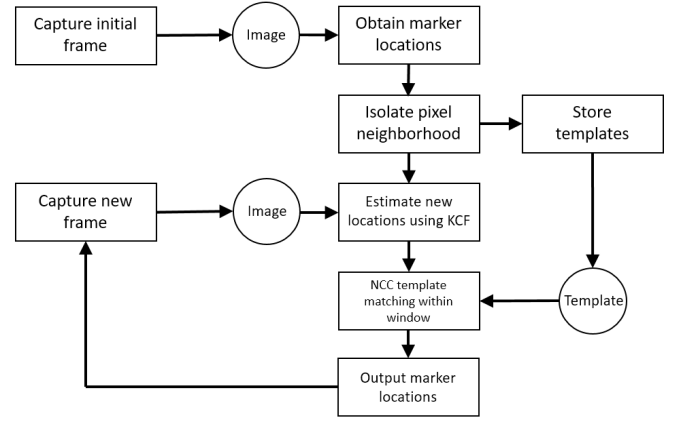 Capture initial
frame
Image
Obtain marker
locations
Isolate pixel
neighborhood
Store
templates
Capture new
frame
Image
Estimate new
locations using KCF
NCC template
matching within
window
Template
Output marker
locations